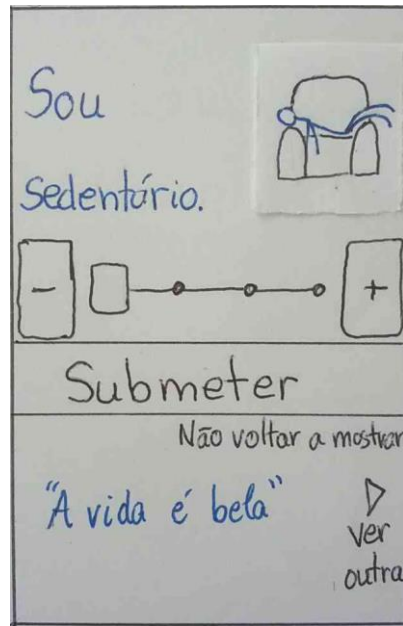 Sou
Sedentário.
-
+
Submeter
Não voltar a mostrar
"A vida é bela"
ver
outra